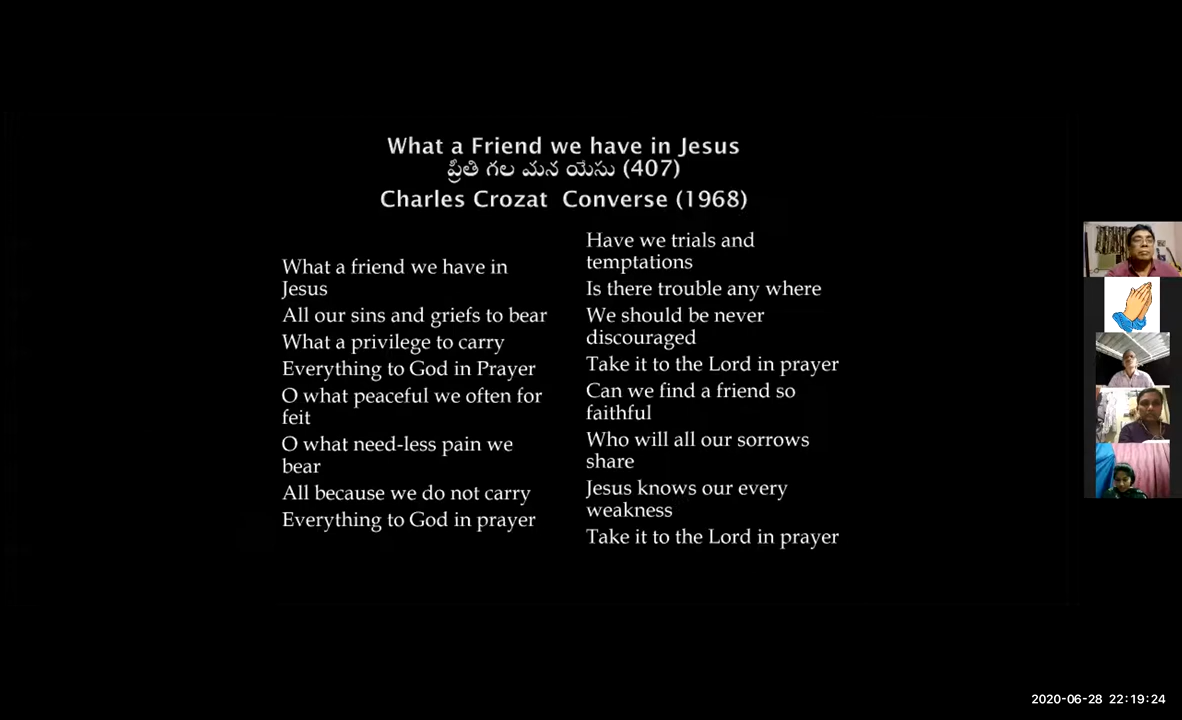 What a Friend we have in Jesus
ప్రీతి గల మన యేసు (407)
Charles Crozat Converse (1968)
What a friend we have in
Jesus
All our sins and griefs to bear
What a privilege to carry
Everything to God in Prayer
O what peaceful we often for
feit
O what need-less pain we
bear
All because we do not carry
Everything to God in prayer
Have we trials and
temptations
Is there trouble any where
We should be never
discouraged
Take it to the Lord in prayer
Can we find a friend so
faithful
Who will all our sorrows
share
Jesus knows our every
weakness
Take it to the Lord in prayer
2020-06-28 22:19:24